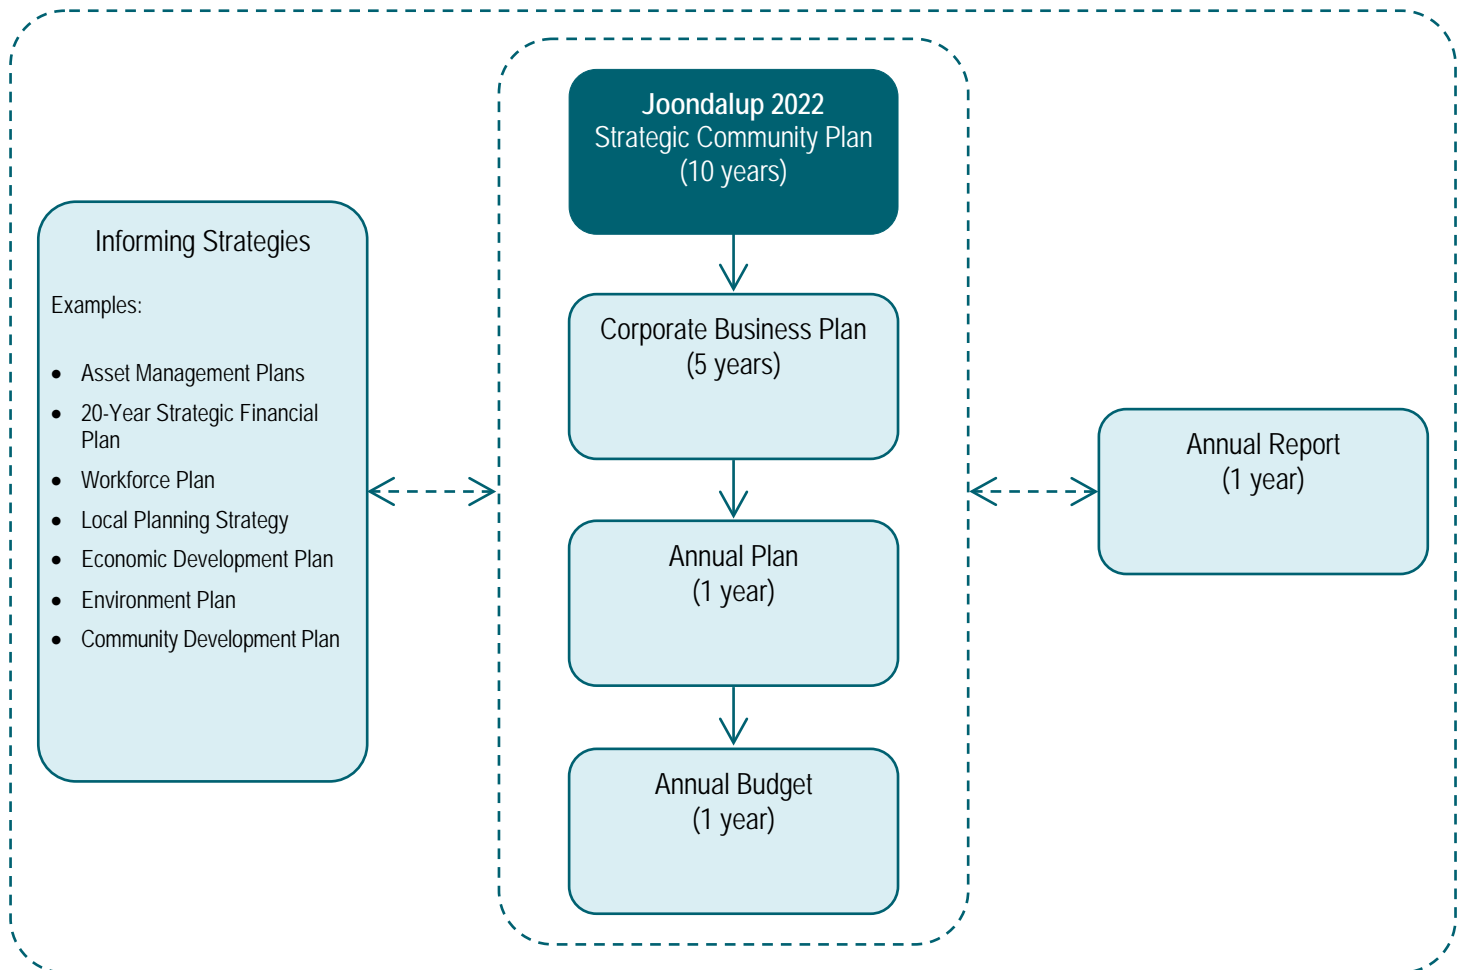 Joondalup 2022
Strategic Community Plan
(10 years)
Informing Strategies
Examples:
• Asset Management Plans
• 20-Year Strategic Financial
Plan
• Workforce Plan
• Local Planning Strategy
• Economic Development Plan
• Environment Plan
• Community Development Plan
Corporate Business Plan
(5 years)
Annual Plan
(1 year)
Annual Budget
(1 year)
Annual Report
(1 year)